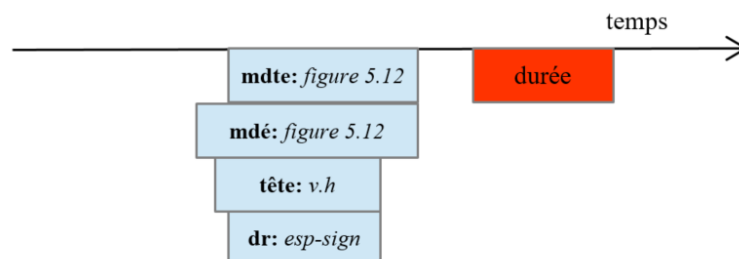 temps
mdte: figure 5.12
durée
mdé: figure 5.12
tête: v.h
dr: esp-sign